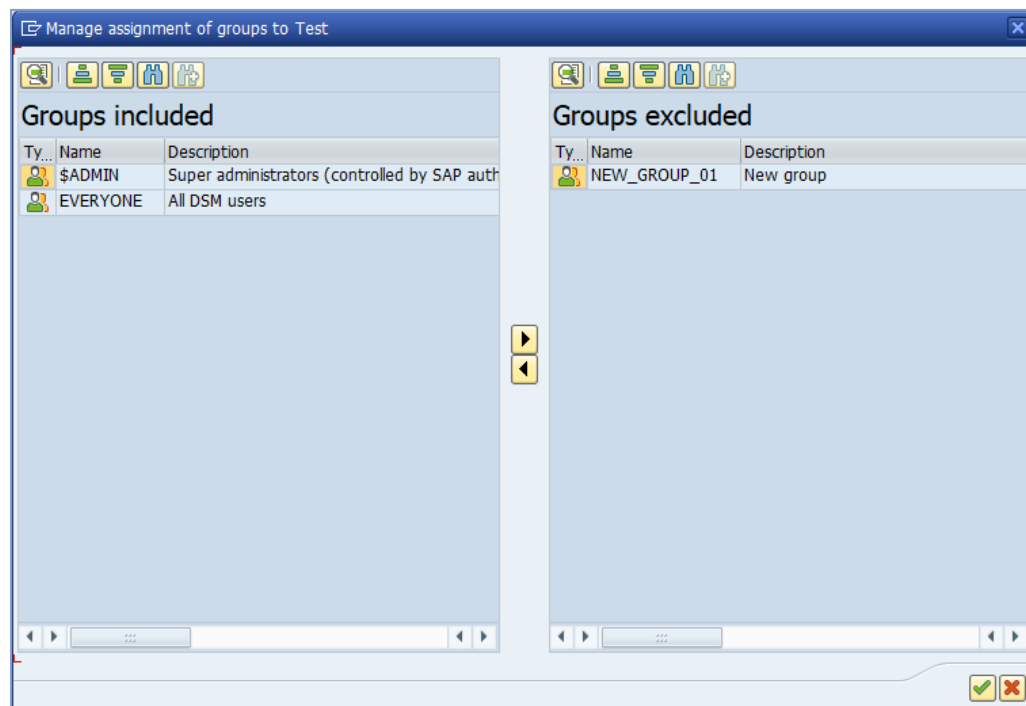 Manage assignment of groups to Test
Groups included
Ty... Name Description
$ADMIN Super administrators (controlled by SAP auth
EVERYONE All DSM users
Groups excluded
Ty... Name Description
NEW_GROUP_01 New group